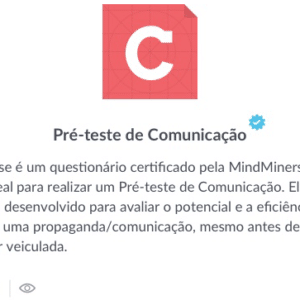 C
Pré-teste de Comunicação
se é um questionário certificado pela MindMiners
eal para realizar um Pré-teste de Comunicação. El
desenvolvido para avaliar o potencial e a eficiên
uma propaganda/comunicação, mesmo antes de
r veiculada.